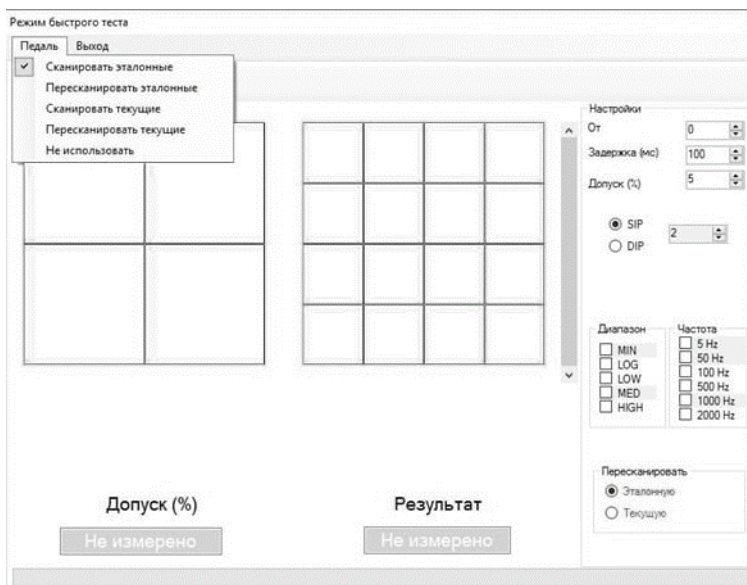 Режим быстрого теста
Педаль Выход
Сканировать эталонные
Пересканировать эталонные
Сканировать текущие
Пересканировать текущие
Не использовать
Настройки
От 0
Задержка (мс) 100
Допуск (%) 5
SIP 2
DIP
Диапазон
MIN
LOG
LOW
MED
HIGH
Частота
5 Hz
50 Hz
100 Hz
500 Hz
1000 Hz
2000 Hz
Пересканировать
Эталонную
Текущую
Допуск (%)
Не измерено
Результат
Не измерено